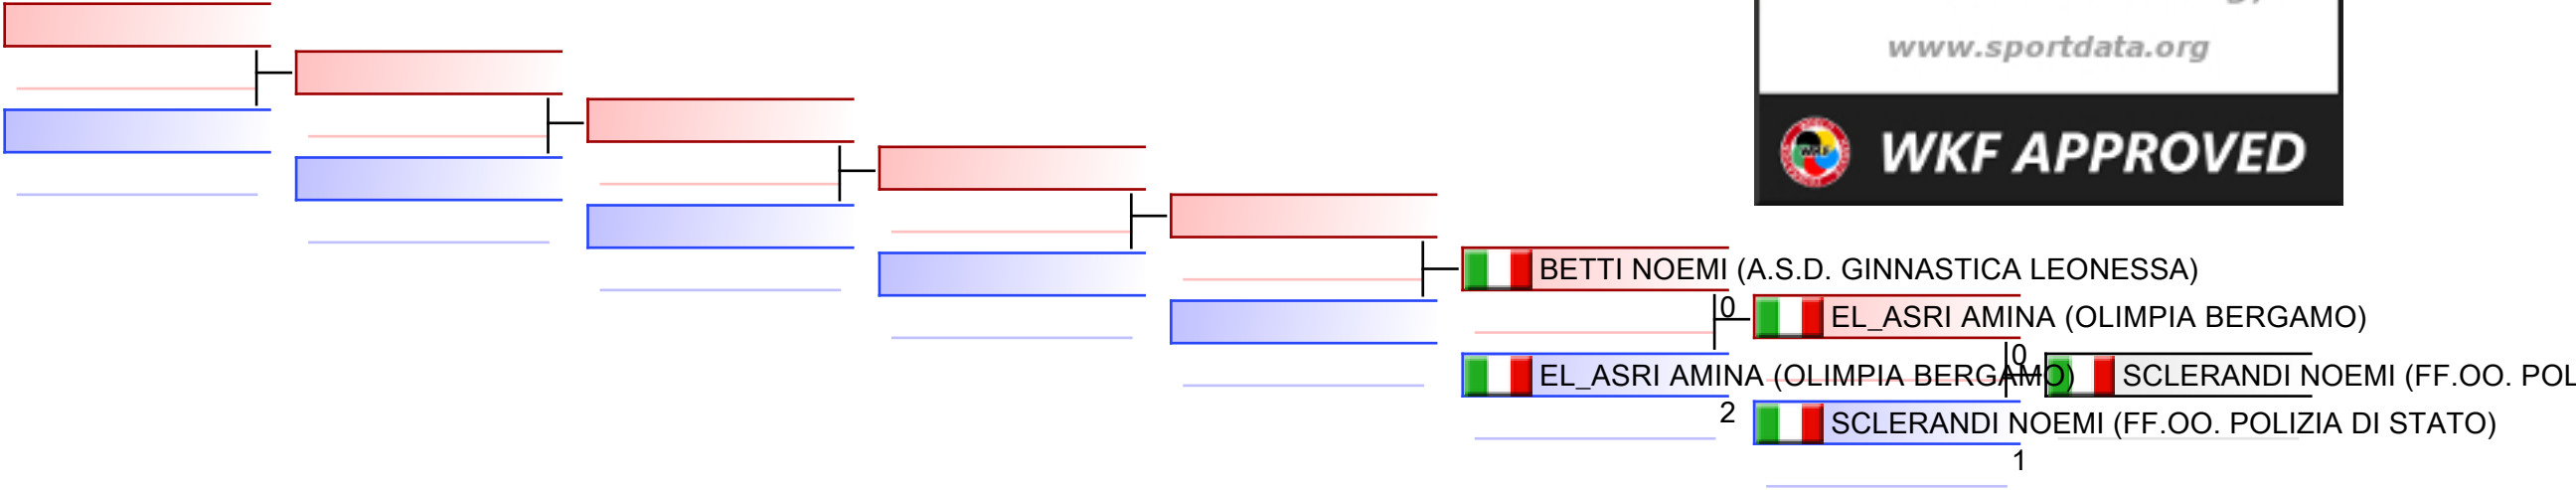 www.sportdata.org
WKF APPROVED
BETTI NOEMI (A.S.D. GINNASTICA LEONESSA)
0
EL_ASRI AMINA (OLIMPIA BERGAMO)
0
EL_ASRI AMINA (OLIMPIA BERGAMO)
SCLERANDI NOEMI (FF.OO. POL
2
SCLERANDI NOEMI (FF.OO. POLIZIA DI STATO)
1